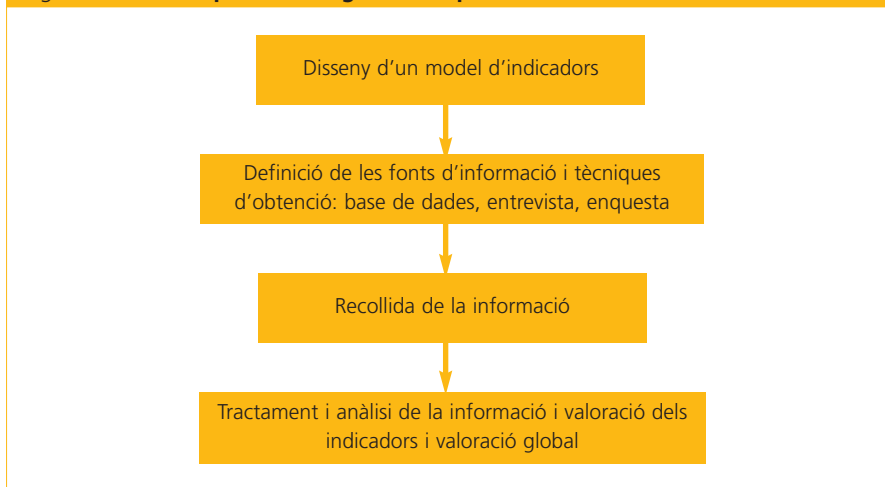 Disseny d’un model d’indicadors
Definició de les fonts d’informació i tècniques
d’obtenció: base de dades, entrevista, enquesta
Recollida de la informació
Tractament i anàlisi de la informació i valoració dels
indicadors i valoració global